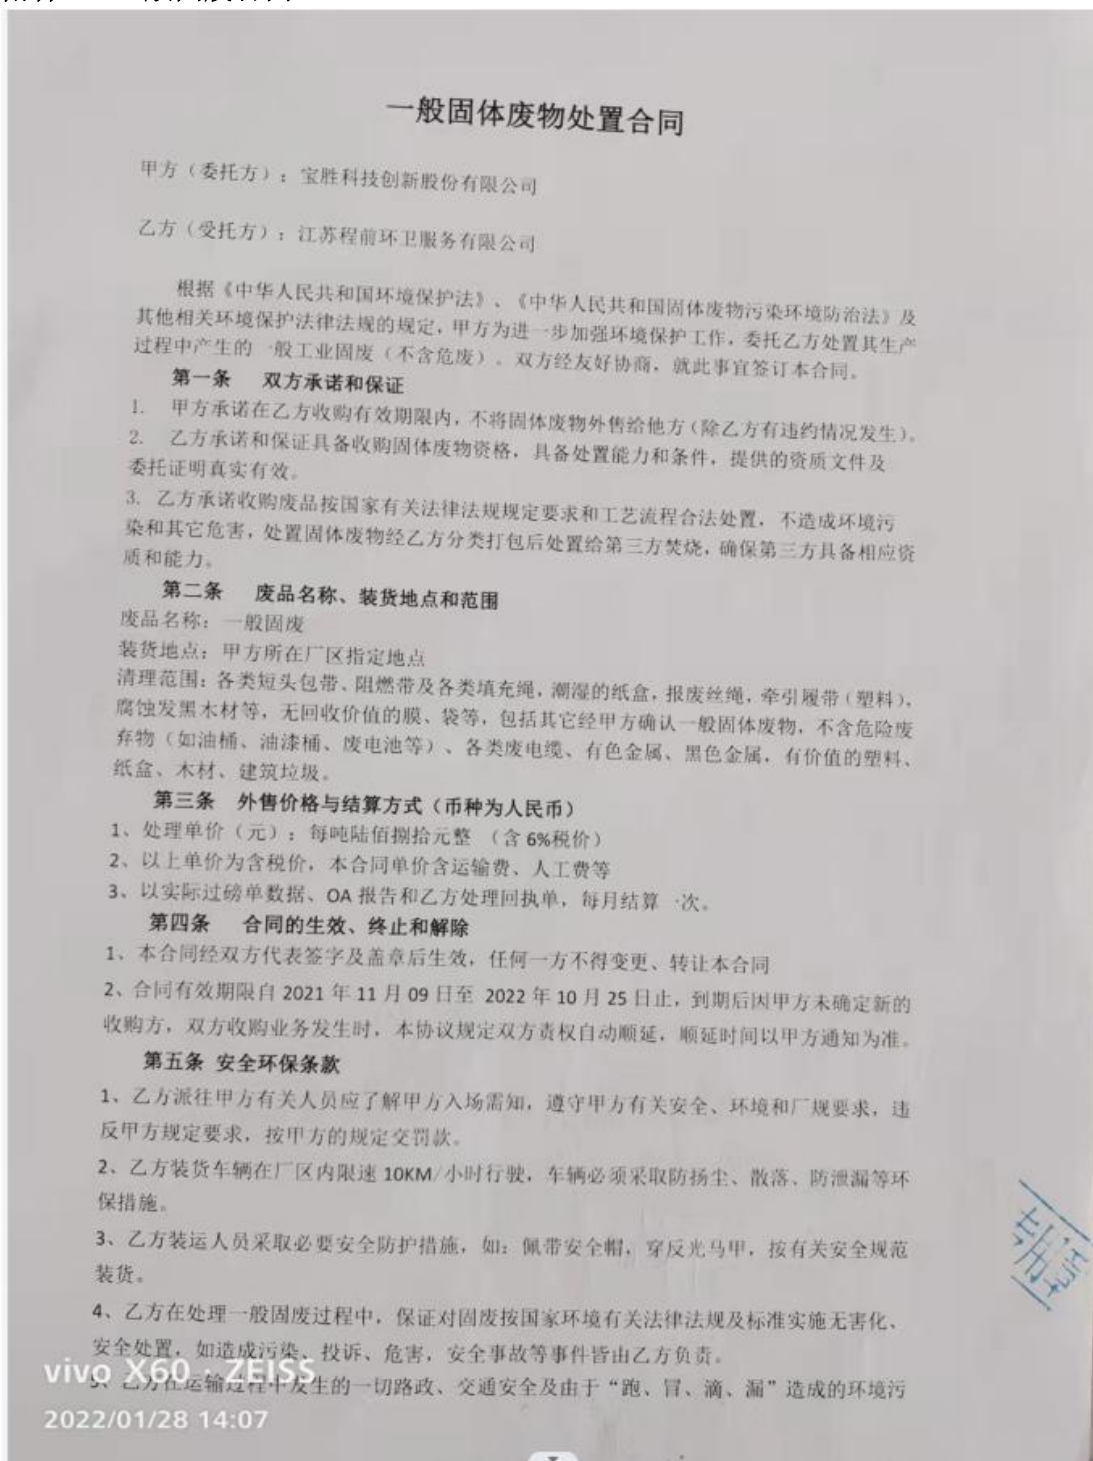 一般固体废物处置合同
甲方（委托方）：宝胜科技创新股份有限公司
乙方（受托方）：江苏程前环卫服务有限公司
根据《中华人民共和国环境保护法》、《中华人民共和国固体废物污染环境防治法》及
其他相关环境保护法律法规的规定，甲方为进一步加强环境保护工作，委托乙方处置其生产
过程中产生的一般工业固废（不含危废）。双方经友好协商，就此事宜签订本合同。
第一条 双方承诺和保证
1. 甲方承诺在乙方收购有效期限内，不将固体废物外售给他方（除乙方有违约情况发生）。
2. 乙方承诺和保证具备收购固体废物资格，具备处置能力和条件，提供的资质文件及
委托证明真实有效。
3. 乙方承诺收购废品按国家有关法律法规规定要求和工艺流程合法处置，不造成环境污
染和其它危害，处置固体废物经乙方分类打包后处置给第三方焚烧，确保第三方具备相应资
质和能力。
第二条 废品名称、装货地点和范围
废品名称：一般固废
装货地点：甲方所在厂区指定地点
清理范围：各类短头包带、阻燃带及各类填充绳，潮湿的纸盒，报废丝绳，牵引履带（塑料），
腐蚀发黑木材等，无回收价值的膜、袋等，包括其它经甲方确认一般固体废物，不含危险废
弃物（如油桶、油漆桶、废电池等）、各类废电缆、有色金属、黑色金属，有价值的塑料、
纸盒、木材、建筑垃圾。
第三条 外售价格与结算方式（币种为人民币）
1、处理单价（元）：每吨陆佰捌拾元整 （含 6%税价）
2、以上单价为含税价，本合同单价含运输费、人工费等
3、以实际过磅单数据、OA 报告和乙方处理回执单，每月结算一次。
第四条 合同的生效、终止和解除
1、本合同经双方代表签字及盖章后生效，任何一方不得变更、转让本合同
2、合同有效期限自 2021 年 11 月 09 日至 2022 年 10 月 25 日止，到期后因甲方未确定新的
收购方，双方收购业务发生时，本协议规定双方责权自动顺延，顺延时间以甲方通知为准。
第五条 安全环保条款
1、乙方派往甲方有关人员应了解甲方入场需知，遵守甲方有关安全、环境和厂规要求，违
反甲方规定要求，按甲方的规定交罚款。
2、乙方装货车辆在厂区内限速 10KM/小时行驶，车辆必须采取防扬尘、散落、防泄漏等环
保措施。
3、乙方装运人员采取必要安全防护措施，如：佩带安全帽，穿反光马甲，按有关安全规范
装货。
4、乙方在处理一般固废过程中，保证对固废按国家环境有关法律法规及标准实施无害化、
安全处置，如造成污染、投诉、危害，安全事故等事件皆由乙方负责。
5、乙方在运输过程中发生的一切路政、交通安全及由于“跑、冒、滴、漏”造成的环境污
专用章
vivo X60 · ZEISS
2022/01/28 14:07